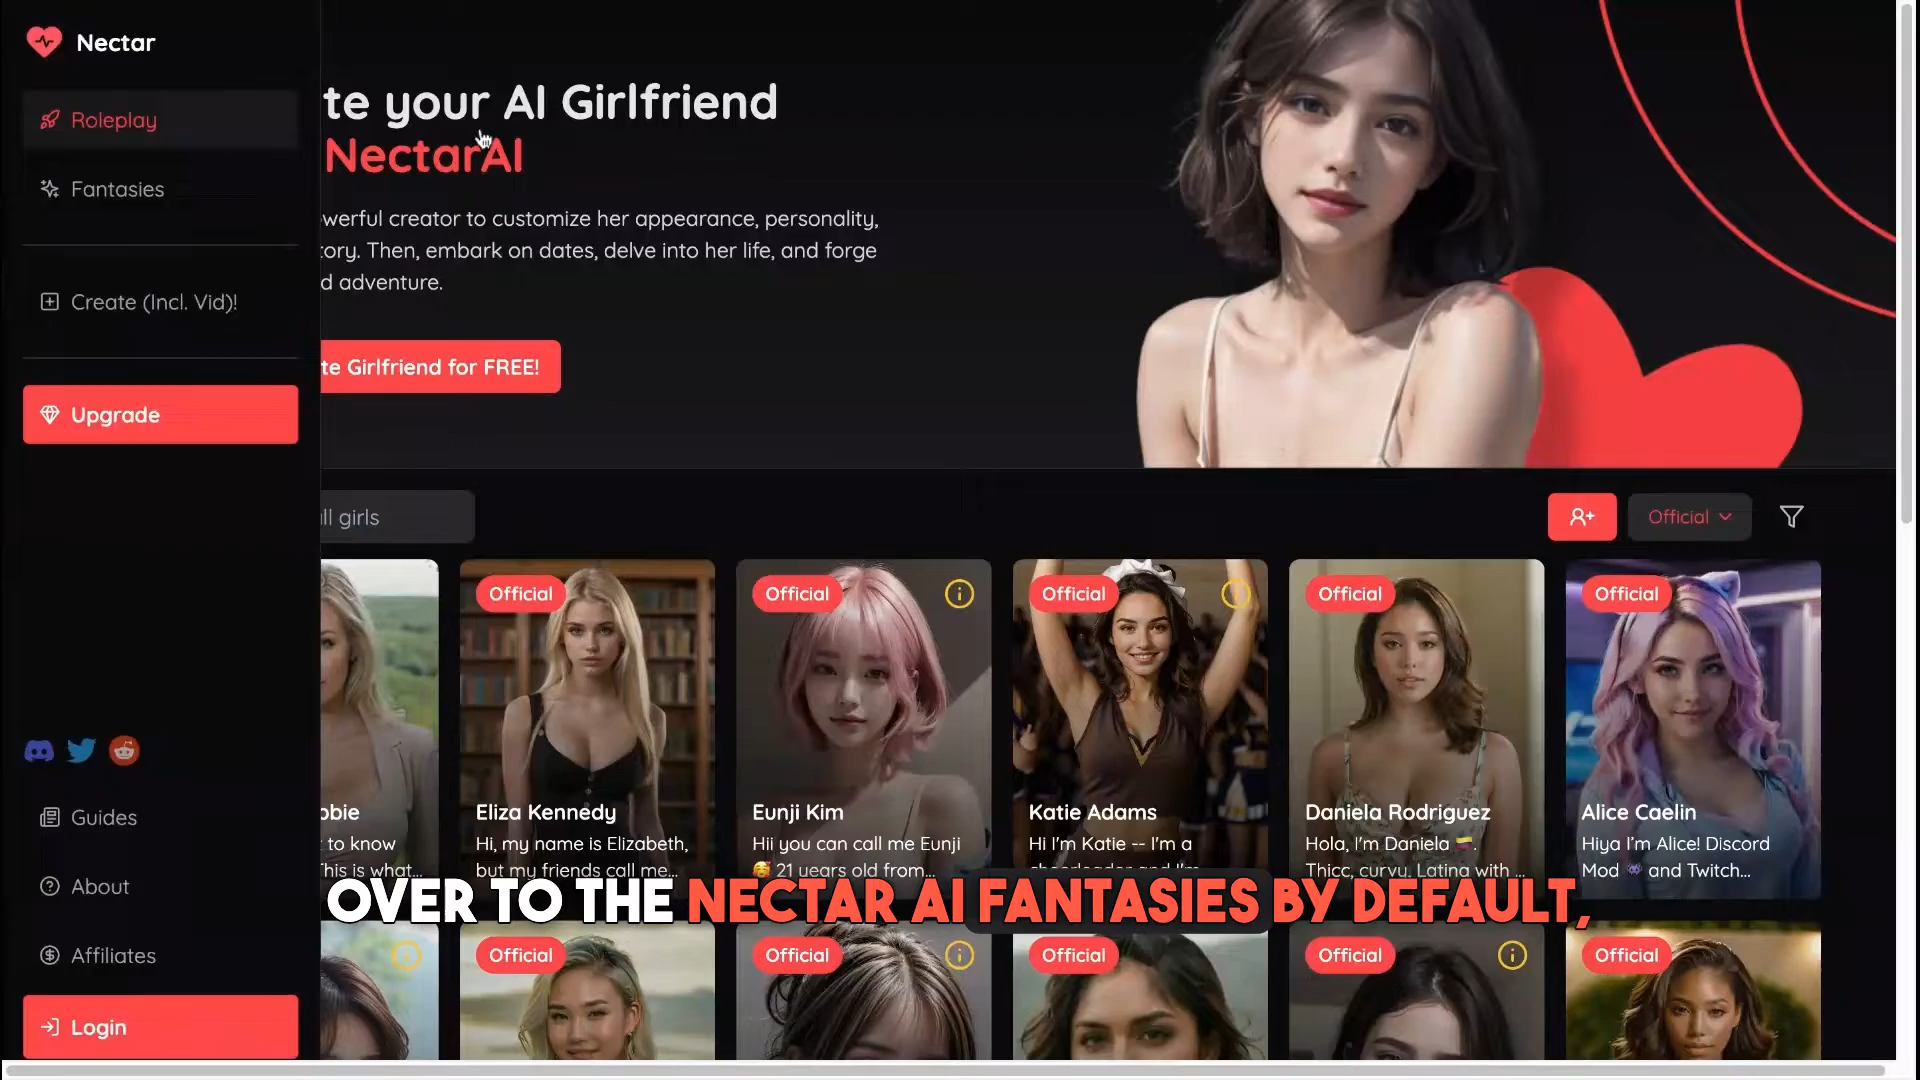 Nectar
Roleplay
Fantasies
Create (Incl. Vid)!
Upgrade
Guides
About
Affiliates
Login
te your AI Girlfriend
NectarAI
werful creator to customize her appearance, personality,
tory. Then, embark on dates, delve into her life, and forge
d adventure.
te Girlfriend for FREE!
ll girls
Official
bbie
to know
This is what...
Official
Eliza Kennedy
Hi, my name is Elizabeth,
but my friends call me...
Official
Eunji Kim
Hii you can call me Eunji
🥰 21 years old from...
Official
Katie Adams
Hi I'm Katie -- I'm a
cheerleader and I'm
Official
Daniela Rodriguez
Hola, I'm Daniela 🇨🇴.
Thicc, curvy, Latina with ...
Official
Alice Caelin
Hiya I'm Alice! Discord
Mod 👾 and Twitch...
OVER TO THE NECTAR AI FANTASIES BY DEFAULT,
Official
Official
Official
Official
Official